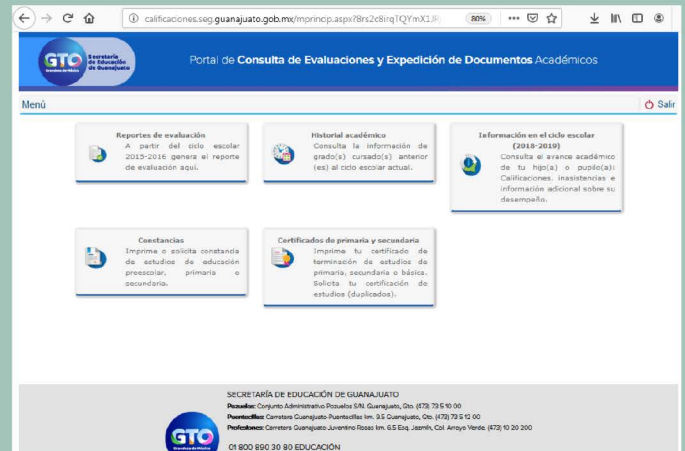 calificaciones.seg.guanajuato.gob.mx/mprincip.aspx?8rs2c8irqTQYmX1JR
80%
GTO
Grandeza de México
Secretaría
de Educación
de Guanajuato
Portal de Consulta de Evaluaciones y Expedición de Documentos Académicos
Menú
Salir
Reportes de evaluación
A partir del ciclo escolar
2015-2016 genera el reporte
de evaluación aquí.
Historial académico
Consulta la información de
grado(s) cursado(s) anterior
(es) al ciclo escolar actual.
Información en el ciclo escolar
(2018-2019)
Consulta el avance académico
de tu hijo(a) o pupilo(a):
Calificaciones, inasistencias e
información adicional sobre su
desempeño.
Constancias
Imprime o solicita constancia
de estudios de educación
preescolar, primaria o
secundaria.
Certificados de primaria y secundaria
Imprime tu certificado de
terminación de estudios de
primaria, secundaria o básica.
Solicita tu certificación de
estudios (duplicados).
SECRETARÍA DE EDUCACIÓN DE GUANAJUATO
Pozuelos: Conjunto Administrativo Pozuelos S/N. Guanajuato, Gto. (473) 73 5 10 00
Puentecillas: Carretera Guanajuato-Puentecillas km. 9.5 Guanajuato, Gto. (473) 73 5 12 00
Profesiones: Carretera Guanajuato-Juventino Rosas km. 6.5 Esq. Jazmín, Col. Arroyo Verde. (473) 10 20 200
GTO
Grandeza de México
01 800 890 30 80 EDUCACIÓN